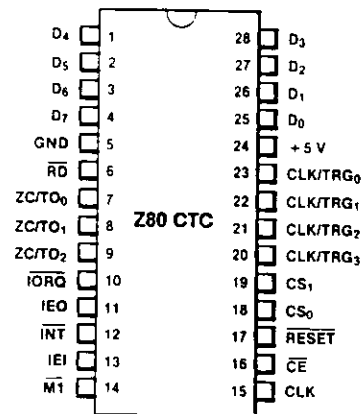 D4 1 28 D3
D5 2 27 D2
D6 3 26 D1
D7 4 25 D0
GND 5 24 +5 V
RD 6 23 CLK/TRG0
ZC/TO0 7 22 CLK/TRG1
ZC/TO1 8 Z80 CTC 21 CLK/TRG2
ZC/TO2 9 20 CLK/TRG3
IORQ 10 19 CS1
IEO 11 18 CS0
INT 12 17 RESET
IEI 13 16 CE
M1 14 15 CLK